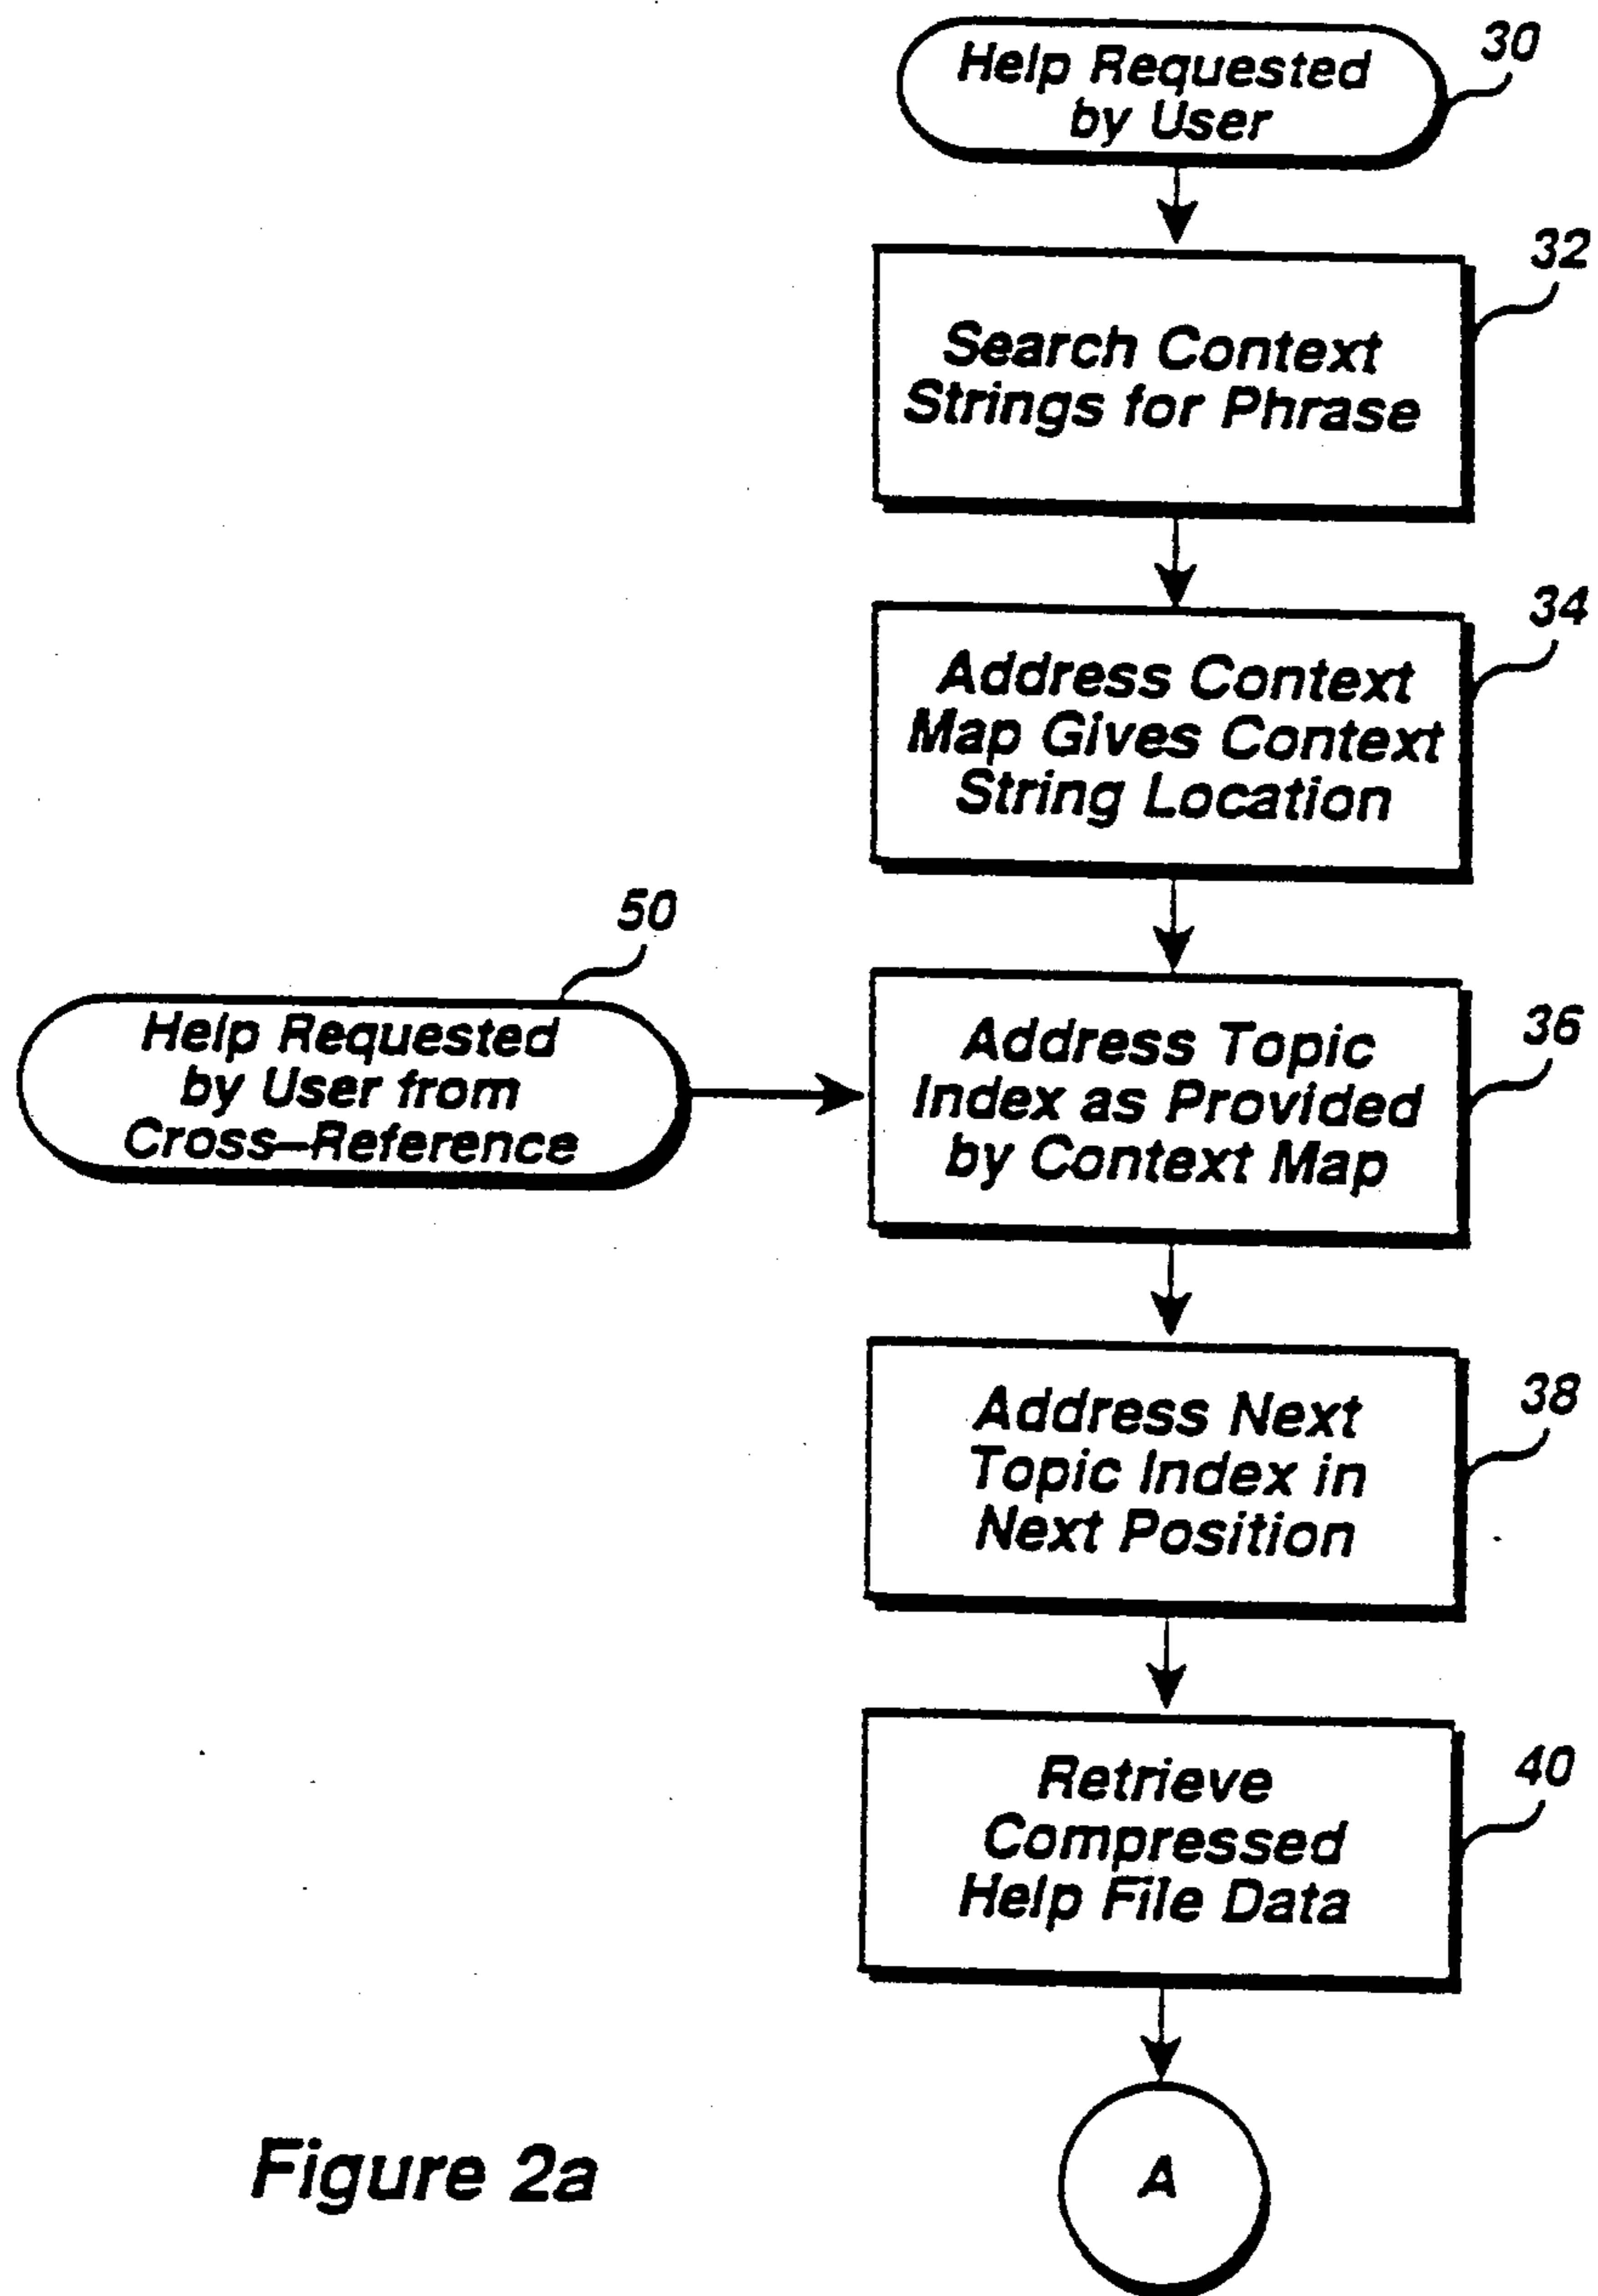 Help Requested
by User
30
Search Context
Strings for Phrase
32
Address Context
Map Gives Context
String Location
34
Help Requested
by User from
Cross-Reference
50
Address Topic
Index as Provided
by Context Map
36
Address Next
Topic Index in
Next Position
38
Retrieve
Compressed
Help File Data
40
A
Figure 2a